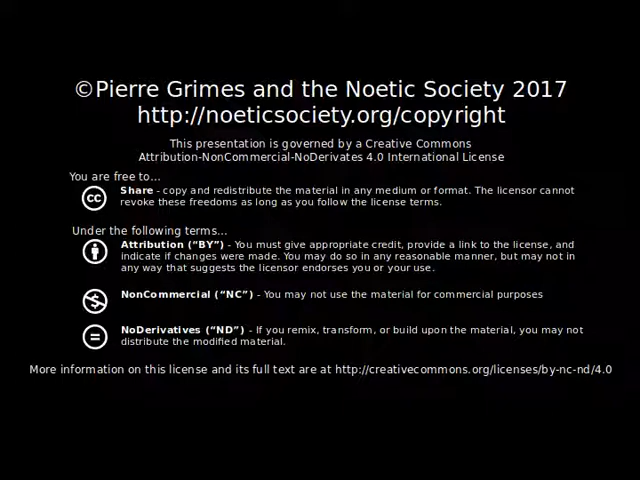 ©Pierre Grimes and the Noetic Society 2017
http://noeticsociety.org/copyright
This presentation is governed by a Creative Commons
Attribution-NonCommercial-NoDerivates 4.0 International License
You are free to...
cc
Share - copy and redistribute the material in any medium or format. The licensor cannot
revoke these freedoms as long as you follow the license terms.
Under the following terms...
Attribution (“BY”) - You must give appropriate credit, provide a link to the license, and
indicate if changes were made. You may do so in any reasonable manner, but may not in
any way that suggests the licensor endorses you or your use.
$
NonCommercial (“NC”) - You may not use the material for commercial purposes
=
NoDerivatives (“ND”) - If you remix, transform, or build upon the material, you may not
distribute the modified material.
More information on this license and its full text are at http://creativecommons.org/licenses/by-nc-nd/4.0